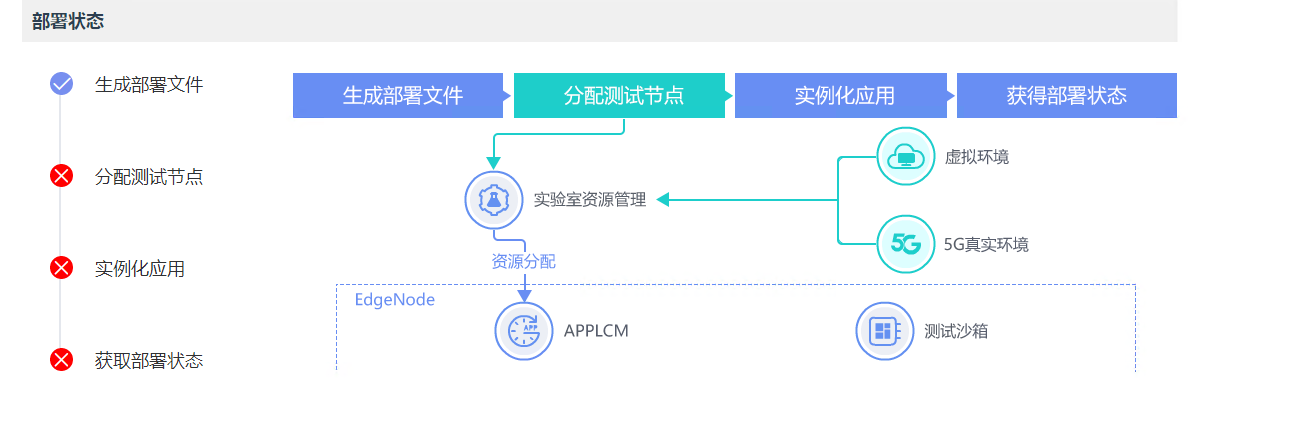 部署状态
生成部署文件
分配测试节点
实例化应用
获取部署状态
生成部署文件
分配测试节点
实例化应用
获得部署状态
虚拟环境
实验室资源管理
5G
5G真实环境
资源分配
EdgeNode
APP
APPLCM
测试沙箱